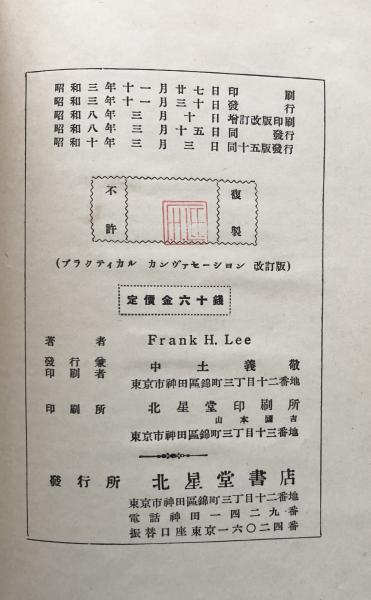 昭和三年十一月廿七日印刷
昭和三年十一月三十日發行
昭和八年三月十日增訂改版印刷
昭和八年三月十五日同發行
昭和十年三月三日同十五版發行
不許
複製
(プラクティカル カンヴァセーション 改訂版)
定價金六十錢
著者 Frank H. Lee
發行兼印刷者 中土義敬
東京市神田區錦町三丁目十二番地
印刷所 北星堂印刷所
山本國吉
東京市神田區錦町三丁目十三番地
發行所 北星堂書店
東京市神田區錦町三丁目十二番地
電話神田一四二九番
振替口座東京一六〇二四番